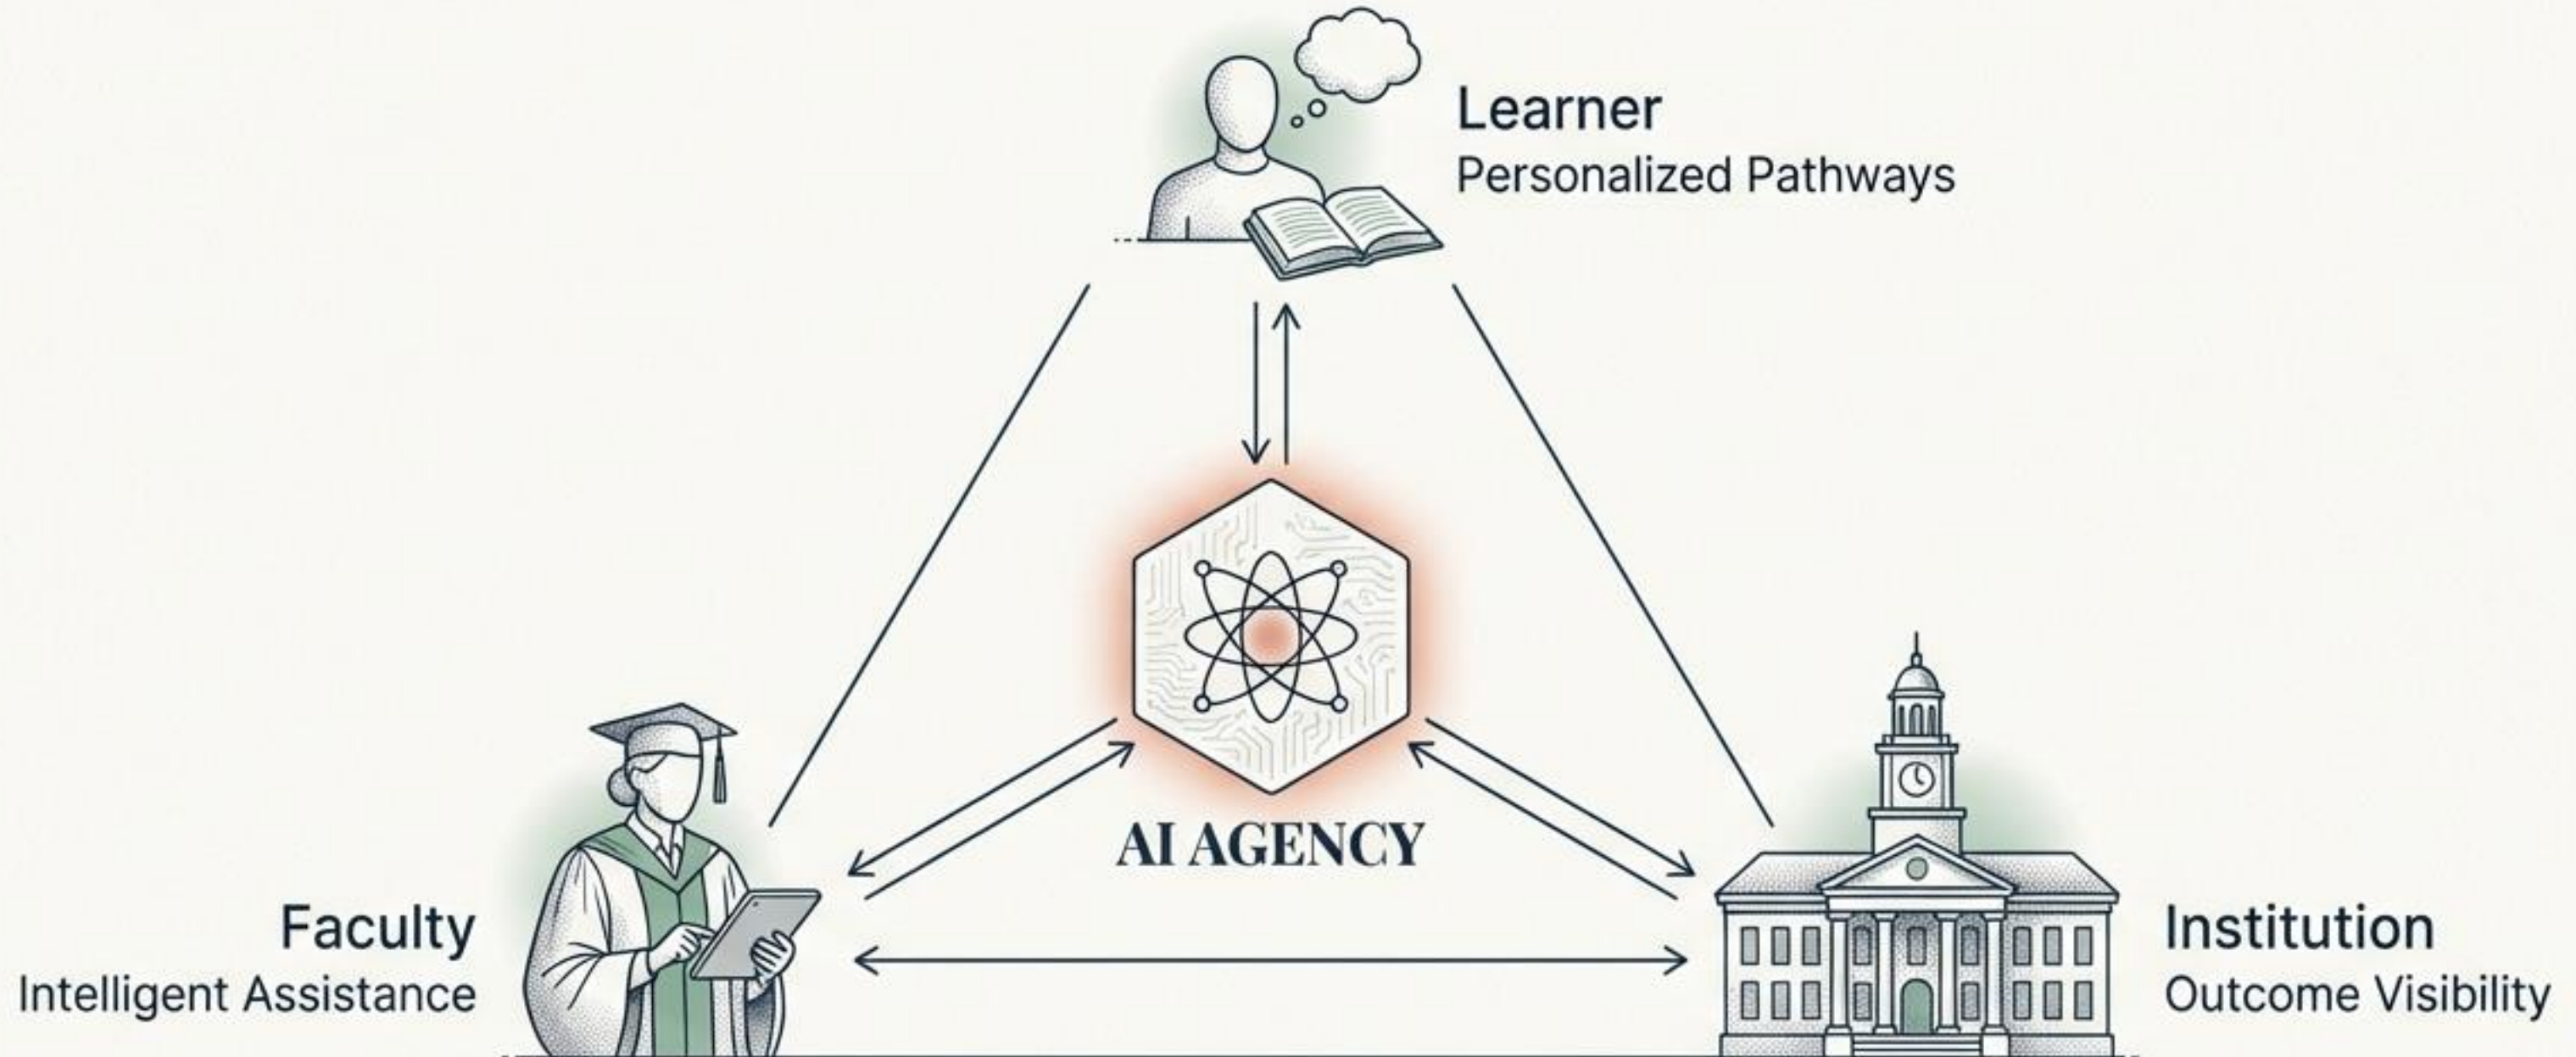 Learner
Personalized Pathways
AI AGENCY
Faculty
Intelligent Assistance
Institution
Outcome Visibility